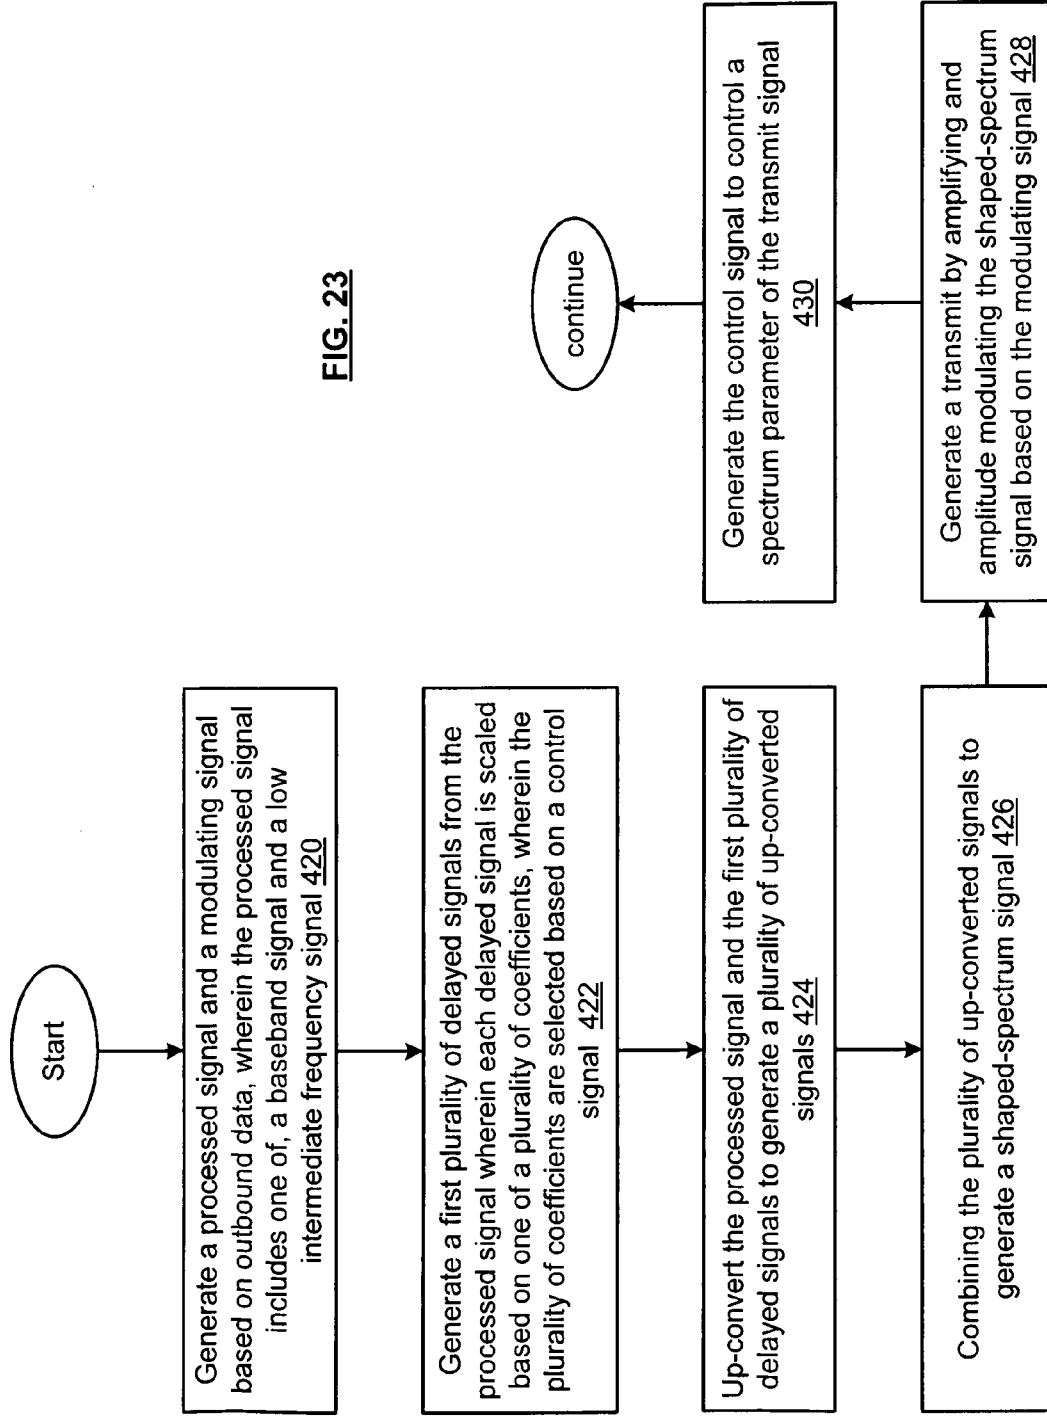 Start
Generate a processed signal and a modulating signal
based on outbound data, wherein the processed signal
includes one of, a baseband signal and a low
intermediate frequency signal 420
Generate a first plurality of delayed signals from the
processed signal wherein each delayed signal is scaled
based on one of a plurality of coefficients, wherein the
plurality of coefficients are selected based on a control
signal 422
Up-convert the processed signal and the first plurality of
delayed signals to generate a plurality of up-converted
signals 424
Combining the plurality of up-converted signals to
generate a shaped-spectrum signal 426
Generate a transmit by amplifying and
amplitude modulating the shaped-spectrum
signal based on the modulating signal 428
Generate the control signal to control a
spectrum parameter of the transmit signal
430
continue
FIG. 23